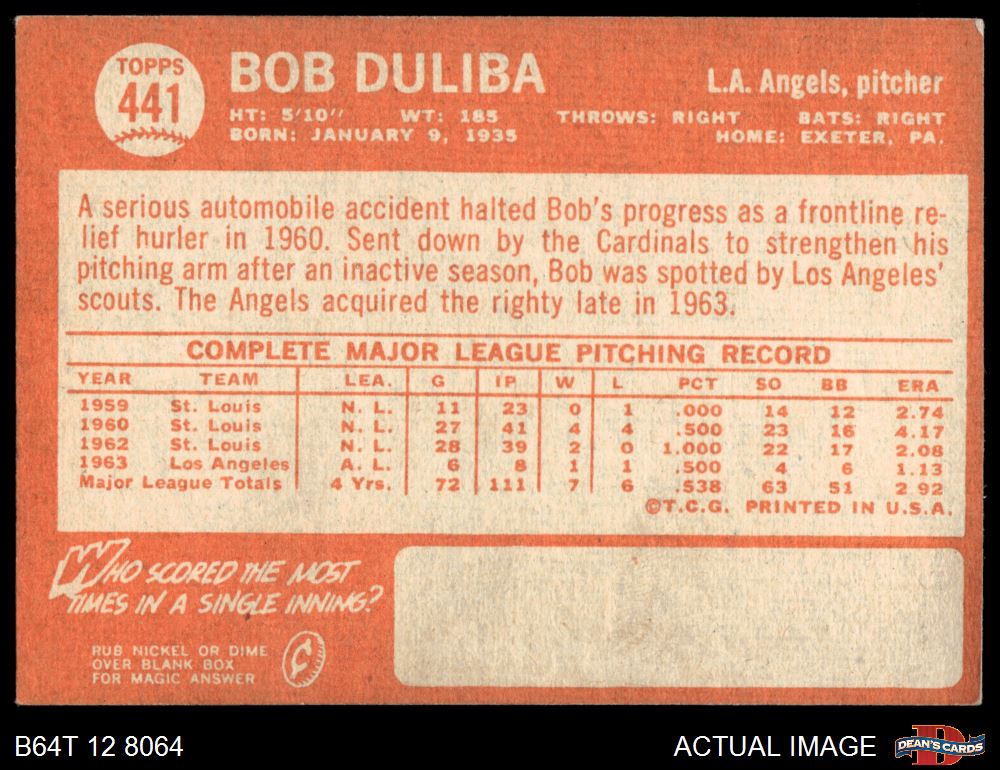 TOPPS
441
BOB DULIBA
L.A. Angels, pitcher
HT: 5'10" WT: 185 THROWS: RIGHT BATS: RIGHT
BORN: JANUARY 9, 1935 HOME: EXETER, PA.
A serious automobile accident halted Bob's progress as a frontline re-
lief hurler in 1960. Sent down by the Cardinals to strengthen his
pitching arm after an inactive season, Bob was spotted by Los Angeles'
scouts. The Angels acquired the righty late in 1963.
COMPLETE MAJOR LEAGUE PITCHING RECORD
YEAR TEAM LEA. G IP W L PCT SO BB ERA
1959 St. Louis N. L. 11 23 0 1 .000 14 12 2.74
1960 St. Louis N. L. 27 41 4 4 .500 23 16 4.17
1962 St. Louis N. L. 28 39 2 0 1.000 22 17 2.08
1963 Los Angeles A. L. 6 8 1 1 .500 4 6 1.13
Major League Totals 4 Yrs. 72 111 7 6 .538 63 51 2.92
©T.C.G. PRINTED IN U.S.A.
WHO SCORED THE MOST
TIMES IN A SINGLE INNING?
RUB NICKEL OR DIME
OVER BLANK BOX
FOR MAGIC ANSWER
¢
B64T 12 8064
ACTUAL IMAGE
DEAN'S CARDS